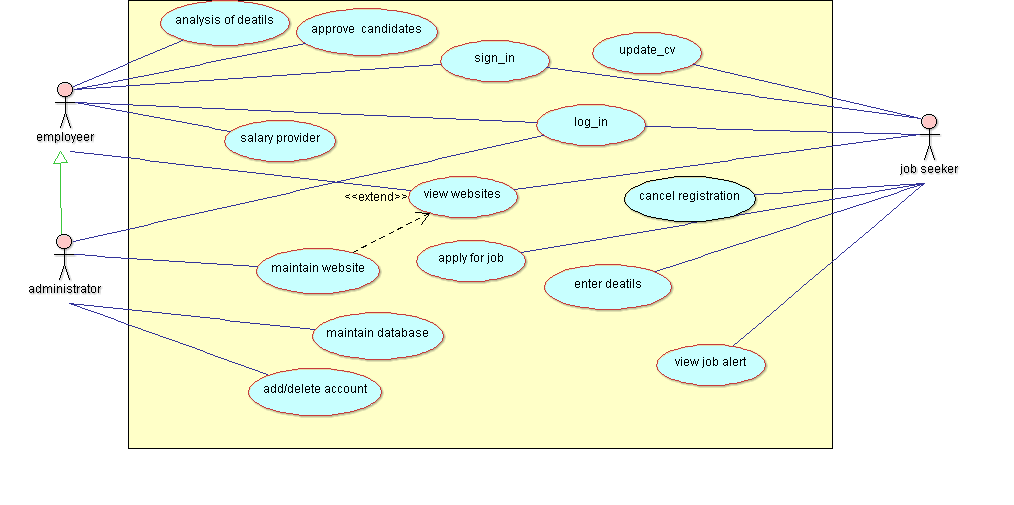 analysis of deatils
approve  candidates
sign_in
update_cv
employeer
salary provider
log_in
job seeker
<<extend>>
view websites
cancel registration
maintain website
apply for job
enter deatils
administrator
maintain database
view job alert
add/delete account